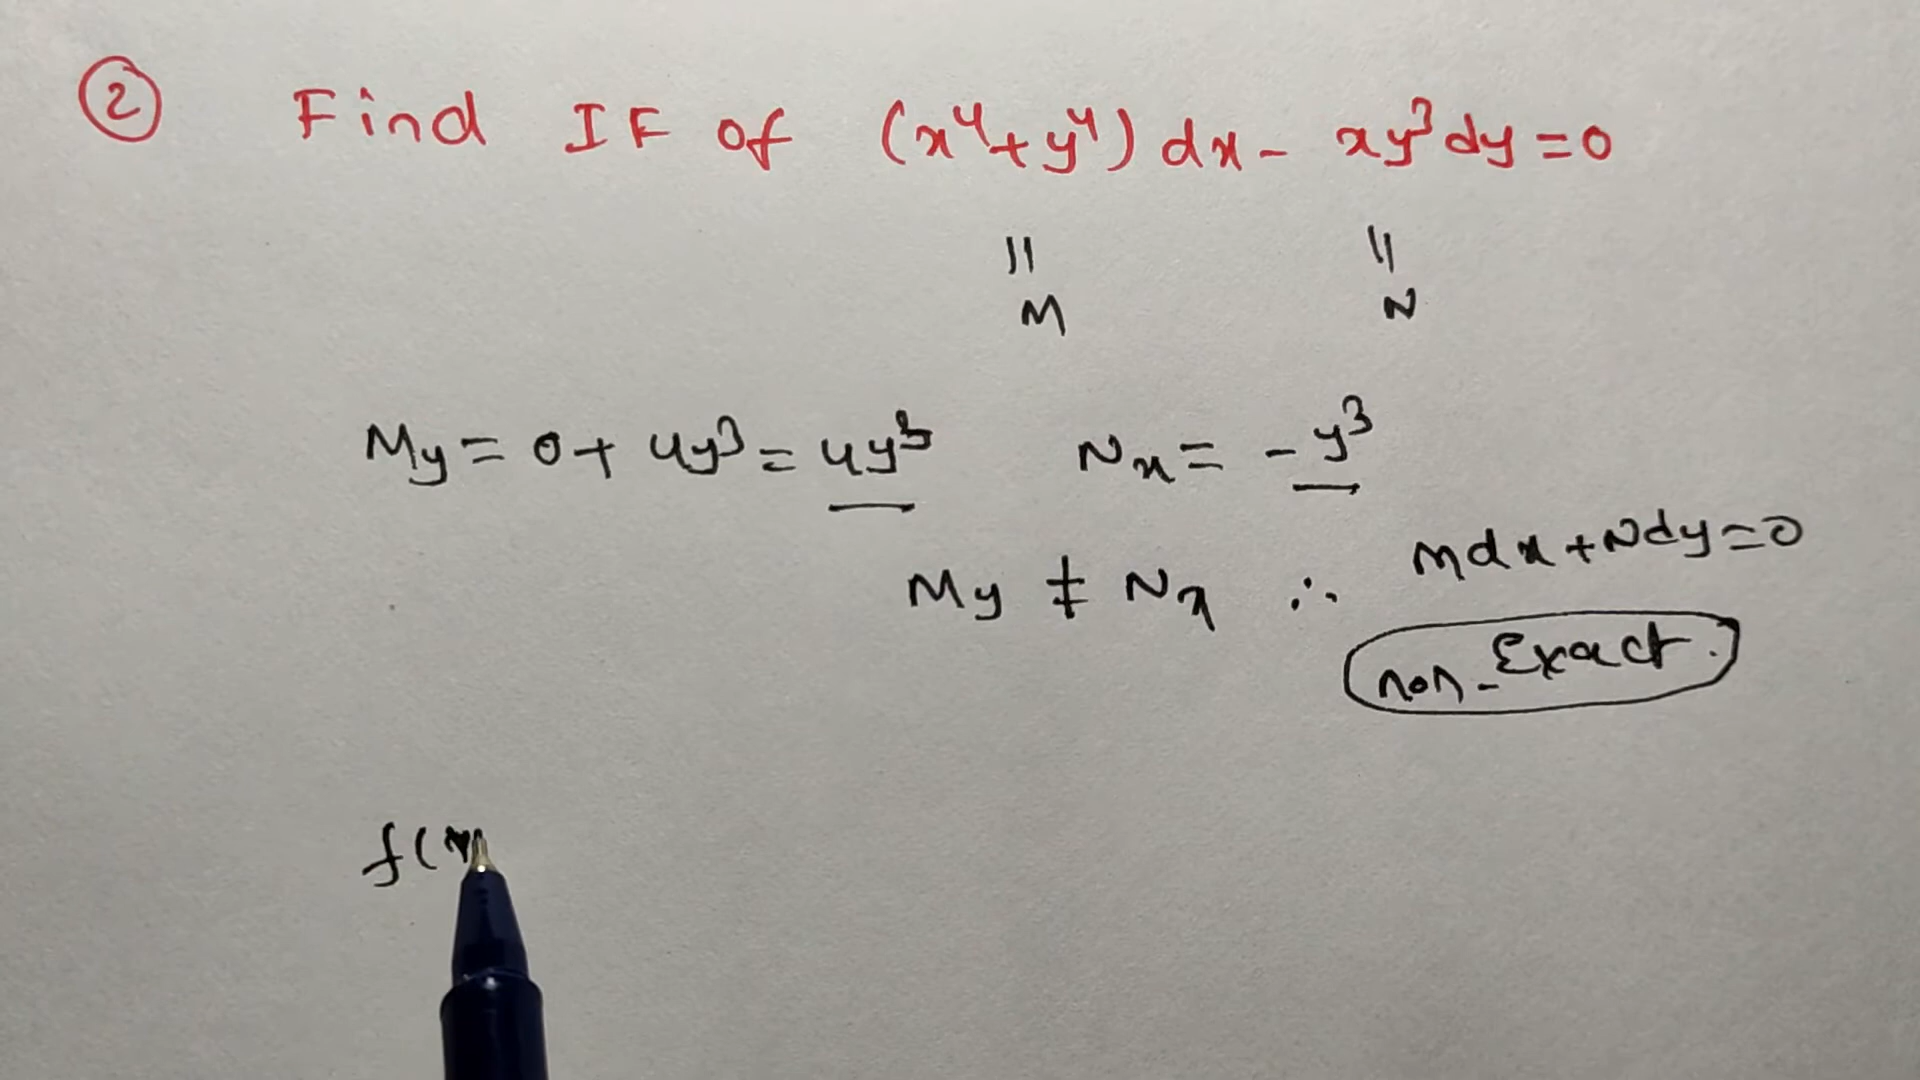 ② Find IF of (x⁴+y⁴) dx - xy³dy=0
|| ||
M N
My = 0+ 4y³ = 4y³ Nx = -y³
Mdx+Ndy=0
My ≠ Nx ∴
non-Exact.
f(x